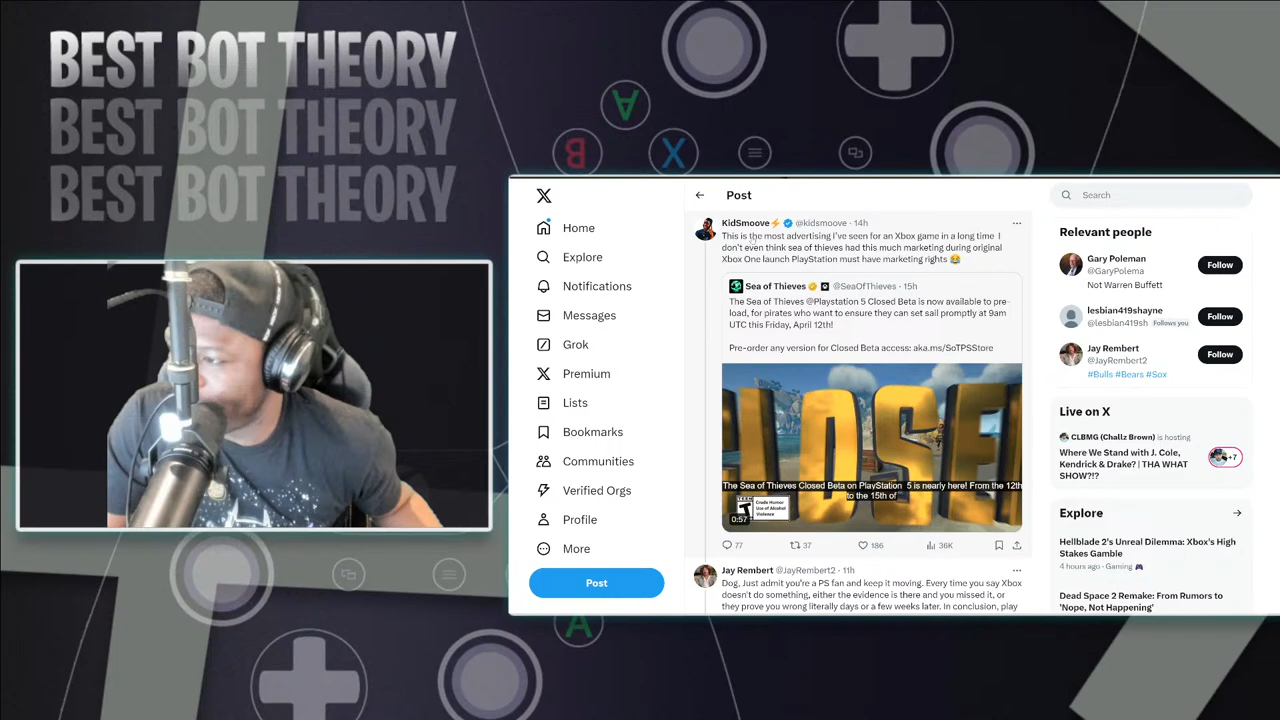 BEST BOT THEORY
BEST BOT THEORY
BEST BOT THEORY
A
B
X
A
Home
Explore
Notifications
Messages
Grok
Premium
Lists
Bookmarks
Communities
Verified Orgs
Profile
More
Post
Post
KidSmoove⚡ @kidsmoove · 14h
This is the most advertising I've seen for an Xbox game in a long time I
don't even think sea of thieves had this much marketing during original
Xbox One launch PlayStation must have marketing rights 😂
Sea of Thieves @SeaOfThieves · 15h
The Sea of Thieves @Playstation 5 Closed Beta is now available to pre-
load, for pirates who want to ensure they can set sail promptly at 9am
UTC this Friday, April 12th!
Pre-order any version for Closed Beta access: aka.ms/SoTPSStore
LOSE
The Sea of Thieves Closed Beta on PlayStation 5 is nearly here! From the 12th
to the 15th of
TEEN
T
Crude Humor
Use of Alcohol
Violence
0:57
77
37
186
36K
Jay Rembert @JayRembert2 · 11h
Dog, Just admit you're a PS fan and keep it moving. Every time you say Xbox
doesn't do something, either the evidence is there and you missed it, or
they prove you wrong literally days or a few weeks later. In conclusion, play
Search
Relevant people
Gary Poleman
@GaryPolema
Follow
Not Warren Buffett
lesbian419shayne
@lesbian419sh Follows you
Follow
Jay Rembert
@JayRembert2
Follow
#Bulls #Bears #Sox
Live on X
CLBMG (Challz Brown) is hosting
Where We Stand with J. Cole,
Kendrick & Drake? | THA WHAT
SHOW?!?
+7
Explore
Hellblade 2's Unreal Dilemma: Xbox's High
Stakes Gamble
4 hours ago · Gaming 🎮
Dead Space 2 Remake: From Rumors to
'Nope, Not Happening'